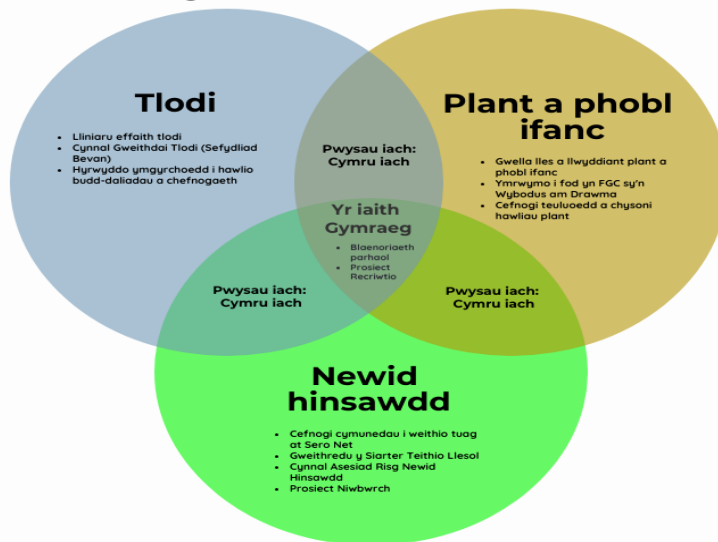 Tlodi
• Lliniaru effaith tlodi
• Cynnal Gweithdai Tlodi (Sefydliad
Bevan)
• Hyrwyddo ymgyrchoedd i hawlio
budd-daliadau a chefnogaeth
Plant a phobl
ifanc
• Gwella lles a llwyddiant plant a
phobl ifanc
• Ymrwymo i fod yn FGC sy'n
Wybodus am Drawma
• Cefnogi teuluoedd a chysoni
hawliau plant
Pwysau iach:
Cymru iach
Yr iaith
Gymraeg
• Blaenoriaeth
parhaol
• Prosiect
Recriwtio
Pwysau iach:
Cymru iach
Pwysau iach:
Cymru iach
Newid
hinsawdd
• Cefnogi cymunedau i weithio tuag
at Sero Net
• Gweithredu y Siarter Teithio Llesol
• Cynnal Asesiad Risg Newid
Hinsawdd
• Prosiect Niwbwrch